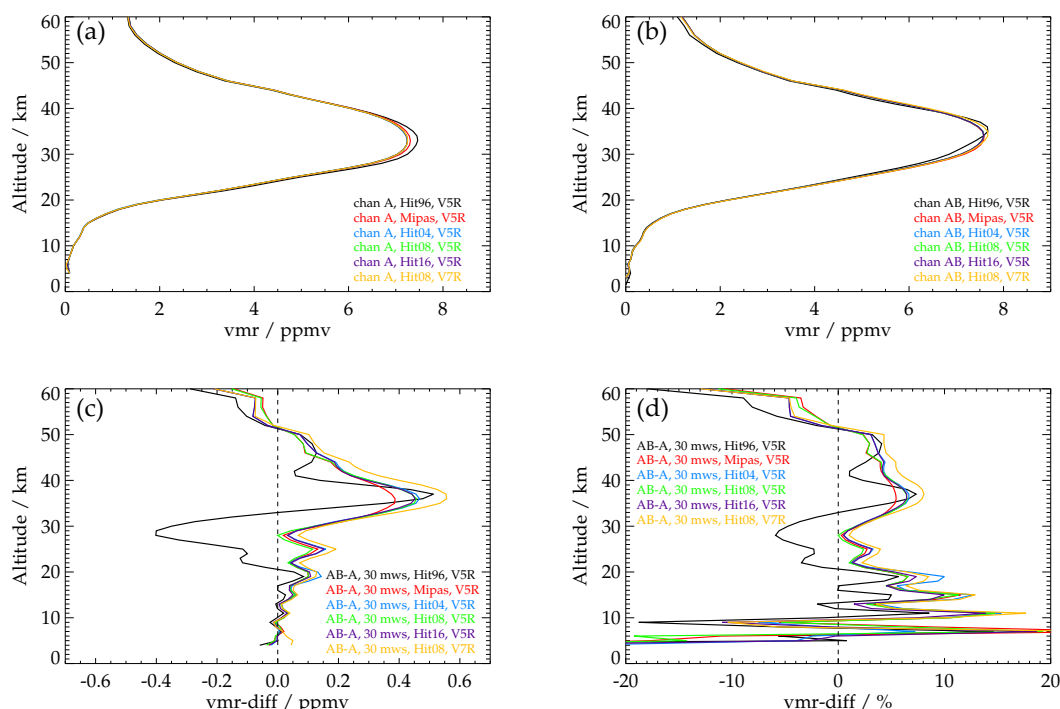 (a)
60
50
40
30
20
10
0
Altitude / km
chan A, Hit96, V5R
chan A, Mipas, V5R
chan A, Hit04, V5R
chan A, Hit08, V5R
chan A, Hit16, V5R
chan A, Hit08, V7R
0 2 4 6 8
vmr / ppmv
(b)
60
50
40
30
20
10
0
Altitude / km
chan AB, Hit96, V5R
chan AB, Mipas, V5R
chan AB, Hit04, V5R
chan AB, Hit08, V5R
chan AB, Hit16, V5R
chan AB, Hit08, V7R
0 2 4 6 8
vmr / ppmv
(c)
60
50
40
30
20
10
0
Altitude / km
AB-A, 30 mws, Hit96, V5R
AB-A, 30 mws, Mipas, V5R
AB-A, 30 mws, Hit04, V5R
AB-A, 30 mws, Hit08, V5R
AB-A, 30 mws, Hit16, V5R
AB-A, 30 mws, Hit08, V7R
-0.6 -0.4 -0.2 0.0 0.2 0.4 0.6
vmr-diff / ppmv
(d)
60
50
40
30
20
10
0
Altitude / km
AB-A, 30 mws, Hit96, V5R
AB-A, 30 mws, Mipas, V5R
AB-A, 30 mws, Hit04, V5R
AB-A, 30 mws, Hit08, V5R
AB-A, 30 mws, Hit16, V5R
AB-A, 30 mws, Hit08, V7R
-20 -10 0 10 20
vmr-diff / %